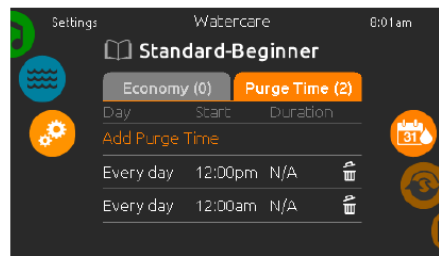 Settings Watercare 8:01am
Standard-Beginner
Economy (0) Purge Time (2)
Day Start Duration
Add Purge Time
31
Every day 12:00pm N/A
Every day 12:00am N/A